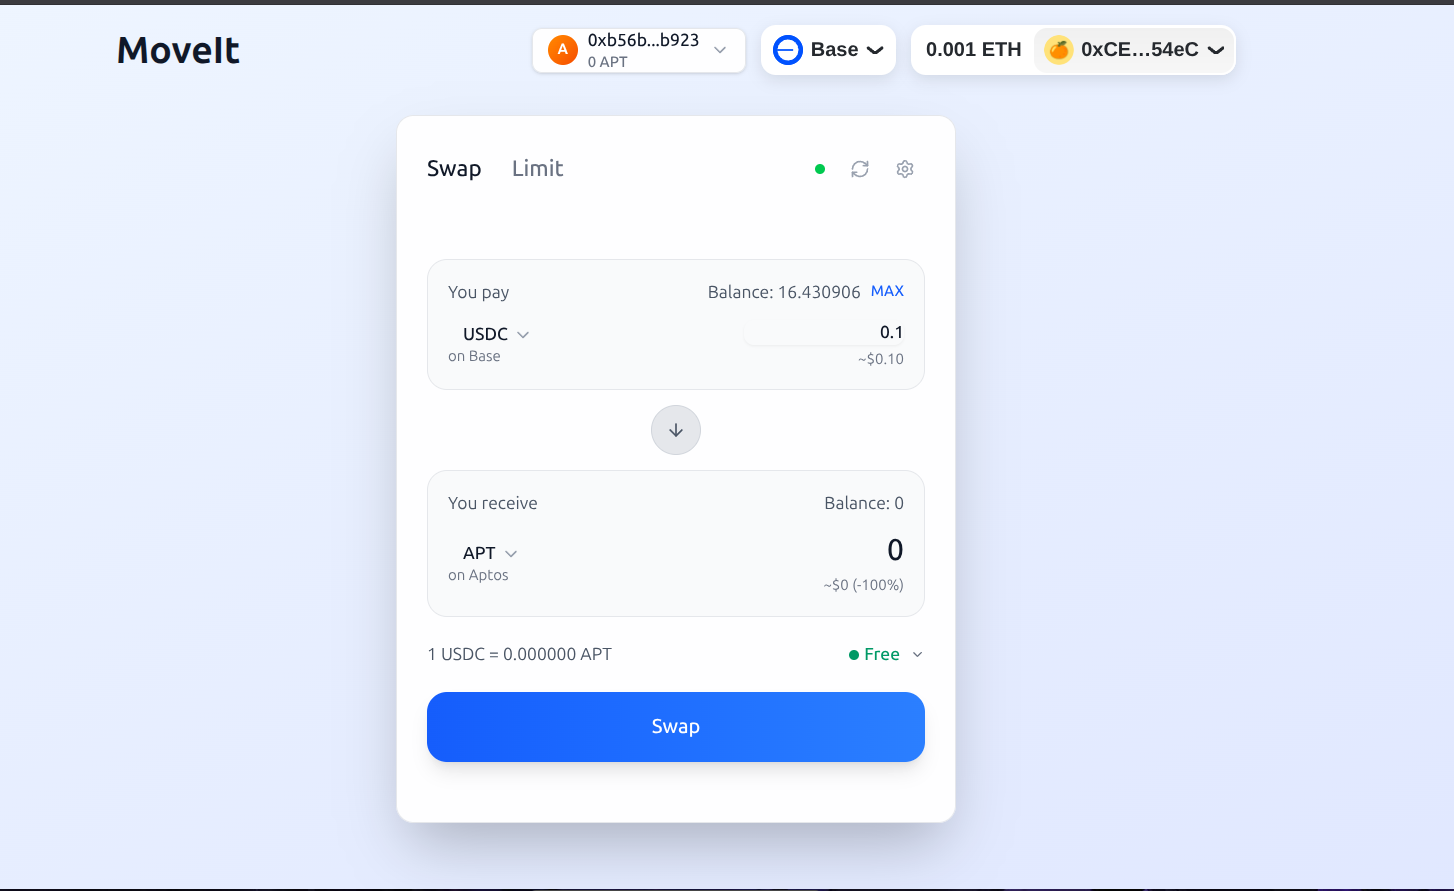 MoveIt
A
0xb56b...b923
0 APT
Base
0.001 ETH
0xCE...54eC
Swap
Limit
You pay
Balance: 16.430906 MAX
USDC
0.1
on Base
~$0.10
You receive
Balance: 0
APT
0
on Aptos
~$0 (-100%)
1 USDC = 0.000000 APT
Free
Swap